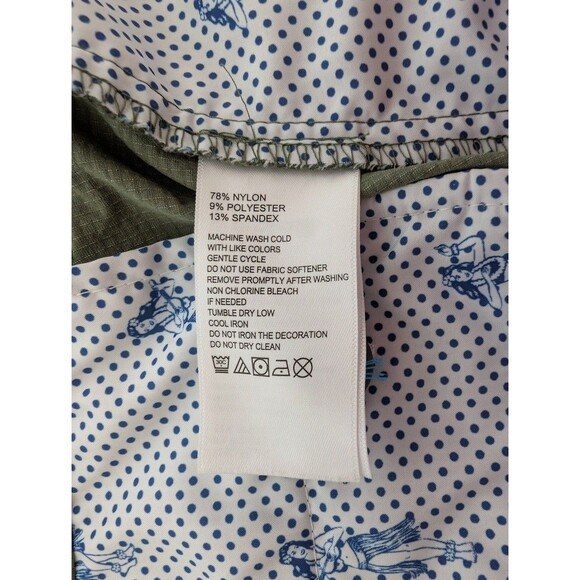 78% NYLON
9% POLYESTER
13% SPANDEX
MACHINE WASH COLD
WITH LIKE COLORS
GENTLE CYCLE
DO NOT USE FABRIC SOFTENER
REMOVE PROMPTLY AFTER WASHING
NON CHLORINE BLEACH
IF NEEDED
TUMBLE DRY LOW
COOL IRON
DO NOT IRON THE DECORATION
DO NOT DRY CLEAN